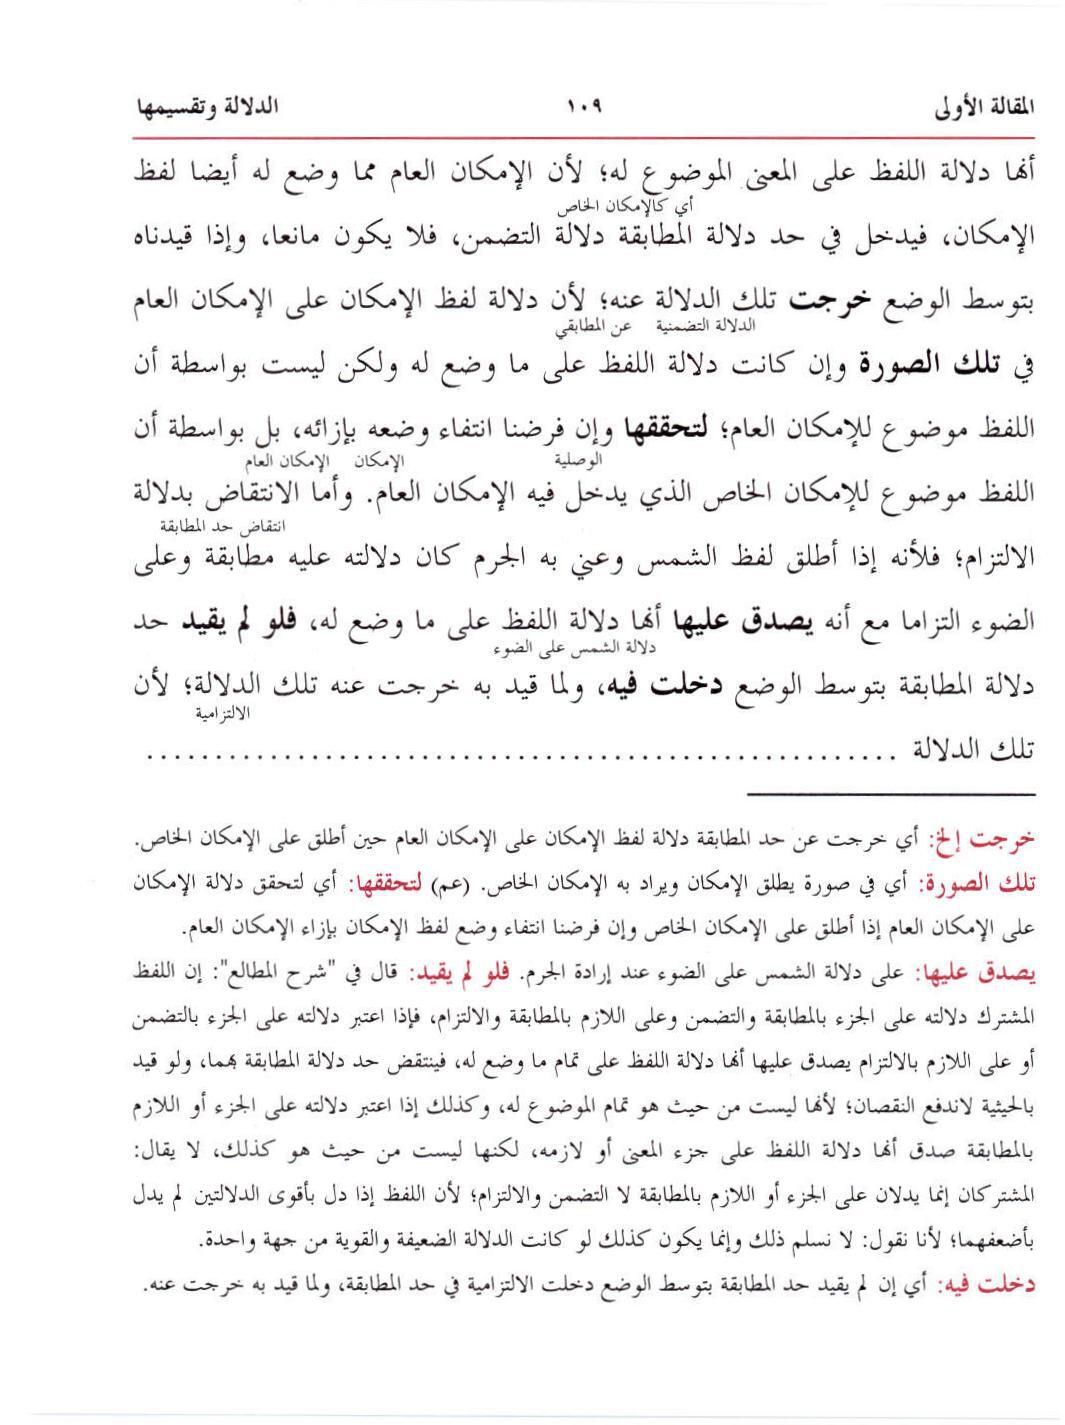 المقالة الأولى ١٠٩ الدلالة وتقسيمها
أنها دلالة اللفظ على المعنى الموضوع له؛ لأن الإمكان العام مما وضع له أيضا لفظ
أي كالإمكان الخاص
الإمكان، فيدخل في حد دلالة المطابقة دلالة التضمن، فلا يكون مانعا، وإذا قيدناه
بتوسط الوضع خرجت تلك الدلالة عنه؛ لأن دلالة لفظ الإمكان على الإمكان العام
الدلالة التضمنية عن المطابقي
في تلك الصورة وإن كانت دلالة اللفظ على ما وضع له ولكن ليست بواسطة أن
اللفظ موضوع للإمكان العام؛ لتحققها وإن فرضنا انتفاء وضعه بإزائه، بل بواسطة أن
الوصلية الإمكان الإمكان العام
اللفظ موضوع للإمكان الخاص الذي يدخل فيه الإمكان العام. وأما الانتقاض بدلالة
انتقاض حد المطابقة
الالتزام؛ فلأنه إذا أطلق لفظ الشمس وعني به الجرم كان دلالته عليه مطابقة وعلى
الضوء التزاما مع أنه يصدق عليها أنها دلالة اللفظ على ما وضع له، فلو لم يقيد حد
دلالة الشمس على الضوء
دلالة المطابقة بتوسط الوضع دخلت فيه، ولما قيد به خرجت عنه تلك الدلالة؛ لأن
الالتزامية
تلك الدلالة ......................................................
خرجت إلخ: أي خرجت عن حد المطابقة دلالة لفظ الإمكان على الإمكان العام حين أطلق على الإمكان الخاص.
تلك الصورة: أي في صورة يطلق الإمكان ويراد به الإمكان الخاص. (عم) لتحققها: أي لتحقق دلالة الإمكان
على الإمكان العام إذا أطلق على الإمكان الخاص وإن فرضنا انتفاء وضع لفظ الإمكان بإزاء الإمكان العام.
يصدق عليها: على دلالة الشمس على الضوء عند إرادة الجرم. فلو لم يقيد: قال في "شرح المطالع": إن اللفظ
المشترك دلالته على الجزء بالمطابقة والتضمن وعلى اللازم بالمطابقة والالتزام، فإذا اعتبر دلالته على الجزء بالتضمن
أو على اللازم بالالتزام يصدق عليها أنها دلالة اللفظ على تمام ما وضع له، فينتقض حد دلالة المطابقة بهما، ولو قيد
بالحيثية لاندفع النقصان؛ لأنها ليست من حيث هو تمام الموضوع له، وكذلك إذا اعتبر دلالته على الجزء أو اللازم
بالمطابقة صدق أنها دلالة اللفظ على جزء المعنى أو لازمه، لكنها ليست من حيث هو كذلك، لا يقال:
المشتركان إنما يدلان على الجزء أو اللازم بالمطابقة لا التضمن والالتزام؛ لأن اللفظ إذا دل بأقوى الدلالتين لم يدل
بأضعفهما؛ لأنا نقول: لا نسلم ذلك وإنما يكون كذلك لو كانت الدلالة الضعيفة والقوية من جهة واحدة.
دخلت فيه: أي إن لم يقيد حد المطابقة بتوسط الوضع دخلت الالتزامية في حد المطابقة، ولما قيد به خرجت عنه.